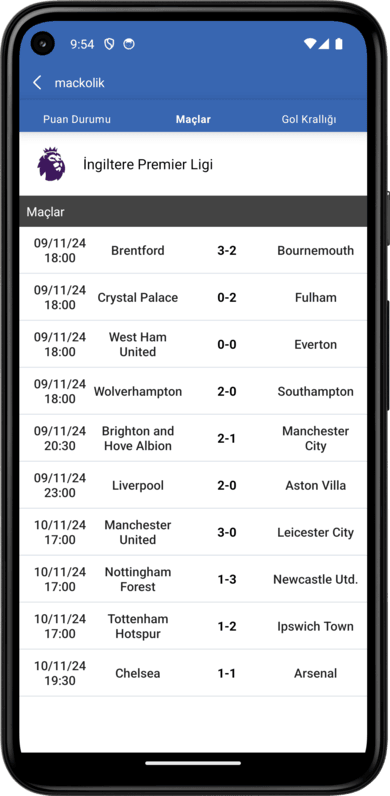 9:54
mackolik
Puan Durumu Maçlar Gol Krallığı
İngiltere Premier Ligi
Maçlar
09/11/24 18:00 Brentford 3-2 Bournemouth
09/11/24 18:00 Crystal Palace 0-2 Fulham
09/11/24 18:00 West Ham United 0-0 Everton
09/11/24 18:00 Wolverhampton 2-0 Southampton
09/11/24 20:30 Brighton and Hove Albion 2-1 Manchester City
09/11/24 23:00 Liverpool 2-0 Aston Villa
10/11/24 17:00 Manchester United 3-0 Leicester City
10/11/24 17:00 Nottingham Forest 1-3 Newcastle Utd.
10/11/24 17:00 Tottenham Hotspur 1-2 Ipswich Town
10/11/24 19:30 Chelsea 1-1 Arsenal